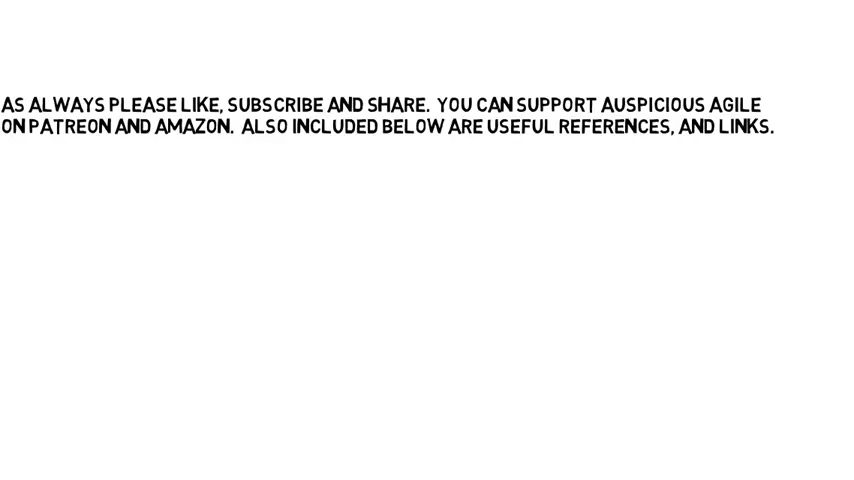 AS ALWAYS PLEASE LIKE, SUBSCRIBE AND SHARE. YOU CAN SUPPORT AUSPICIOUS AGILE
ON PATREON AND AMAZON. ALSO INCLUDED BELOW ARE USEFUL REFERENCES, AND LINKS.